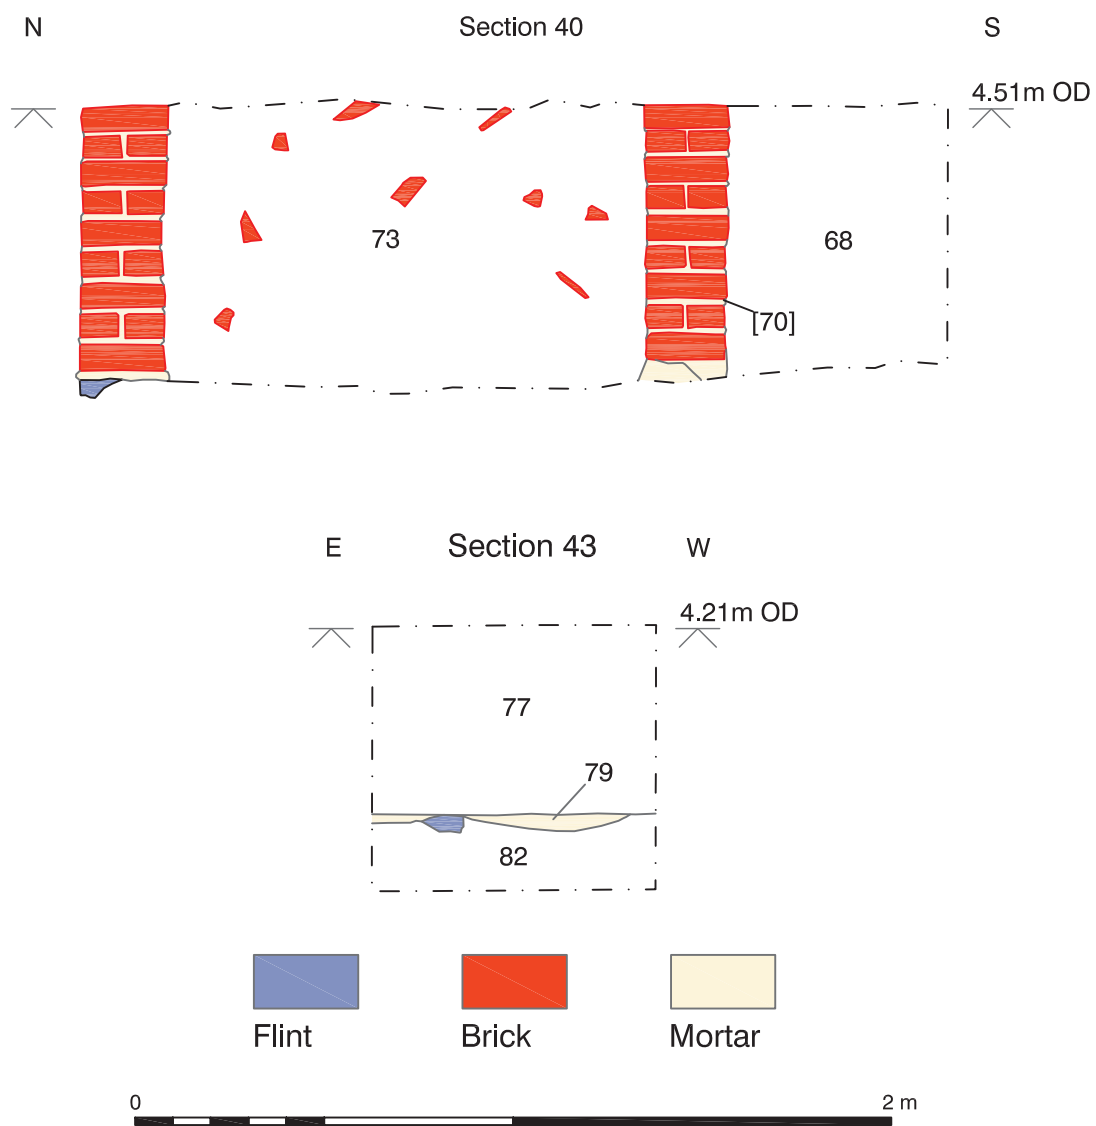 N Section 40 S
4.51m OD
73 68
[70]
E Section 43 W
4.21m OD
77
79
82
Flint Brick Mortar
0 2 m